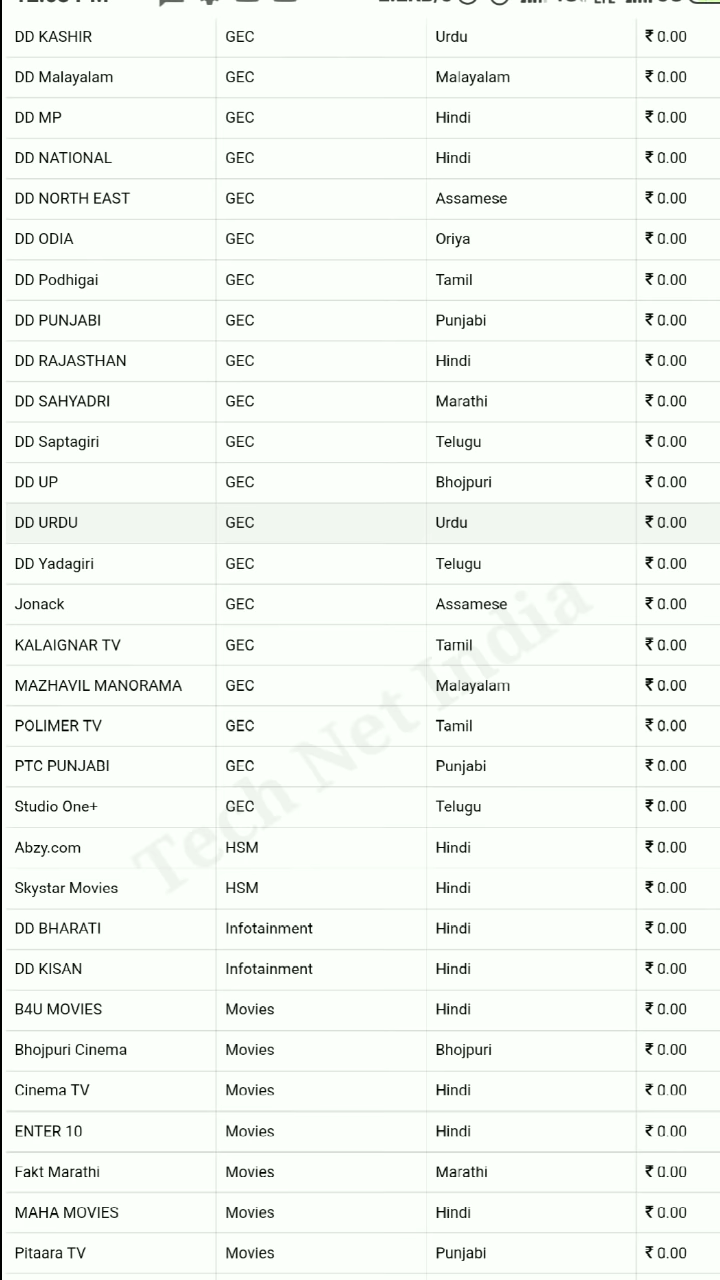 DD KASHIR GEC Urdu ₹ 0.00
DD Malayalam GEC Malayalam ₹ 0.00
DD MP GEC Hindi ₹ 0.00
DD NATIONAL GEC Hindi ₹ 0.00
DD NORTH EAST GEC Assamese ₹ 0.00
DD ODIA GEC Oriya ₹ 0.00
DD Podhigai GEC Tamil ₹ 0.00
DD PUNJABI GEC Punjabi ₹ 0.00
DD RAJASTHAN GEC Hindi ₹ 0.00
DD SAHYADRI GEC Marathi ₹ 0.00
DD Saptagiri GEC Telugu ₹ 0.00
DD UP GEC Bhojpuri ₹ 0.00
DD URDU GEC Urdu ₹ 0.00
DD Yadagiri GEC Telugu ₹ 0.00
Jonack GEC Assamese ₹ 0.00
KALAIGNAR TV GEC Tamil ₹ 0.00
MAZHAVIL MANORAMA GEC Malayalam ₹ 0.00
POLIMER TV GEC Tamil ₹ 0.00
PTC PUNJABI GEC Punjabi ₹ 0.00
Studio One+ GEC Telugu ₹ 0.00
Abzy.com HSM Hindi ₹ 0.00
Skystar Movies HSM Hindi ₹ 0.00
DD BHARATI Infotainment Hindi ₹ 0.00
DD KISAN Infotainment Hindi ₹ 0.00
B4U MOVIES Movies Hindi ₹ 0.00
Bhojpuri Cinema Movies Bhojpuri ₹ 0.00
Cinema TV Movies Hindi ₹ 0.00
ENTER 10 Movies Hindi ₹ 0.00
Fakt Marathi Movies Marathi ₹ 0.00
MAHA MOVIES Movies Hindi ₹ 0.00
Pitaara TV Movies Punjabi ₹ 0.00
Tech Net India